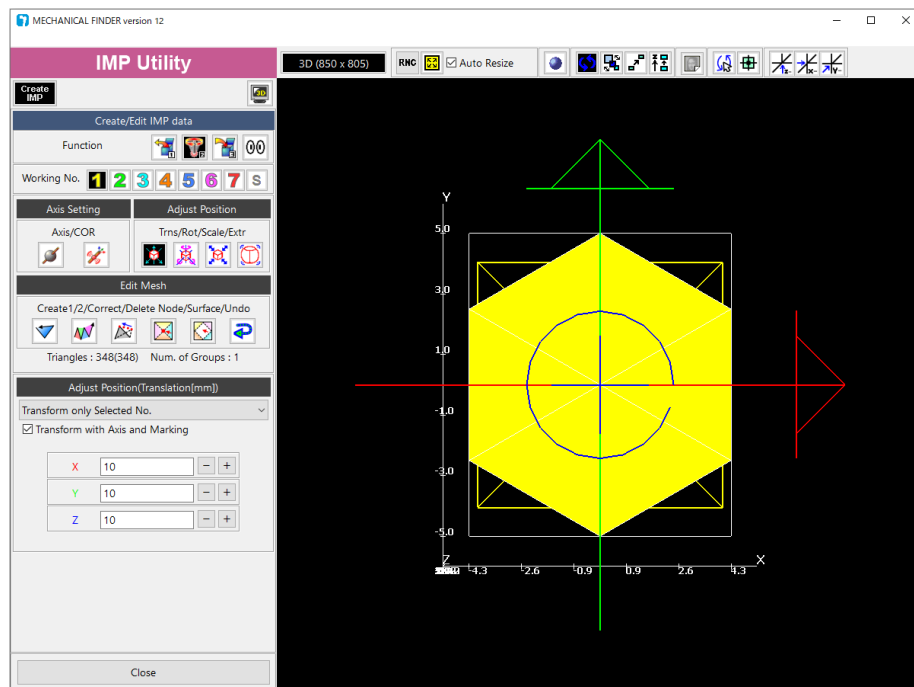 MECHANICAL FINDER version 12
IMP Utility
3D (850 x 805)
RNC
Auto Resize
Create
IMP
3D
Create/Edit IMP data
Function
1 2 3
Working No. 1 2 3 4 5 6 7 S
Axis Setting
Adjust Position
Axis/COR
Trns/Rot/Scale/Extr
Edit Mesh
Create1/2/Correct/Delete Node/Surface/Undo
Triangles : 348(348) Num. of Groups : 1
Adjust Position(Translation[mm])
Transform only Selected No.
Transform with Axis and Marking
X 10 - +
Y 10 - +
Z 10 - +
Close
Y
5.0
3.0
1.0
-1.0
-3.0
-5.0
Z
X
-4.3 -2.6 -0.9 0.9 2.6 4.3